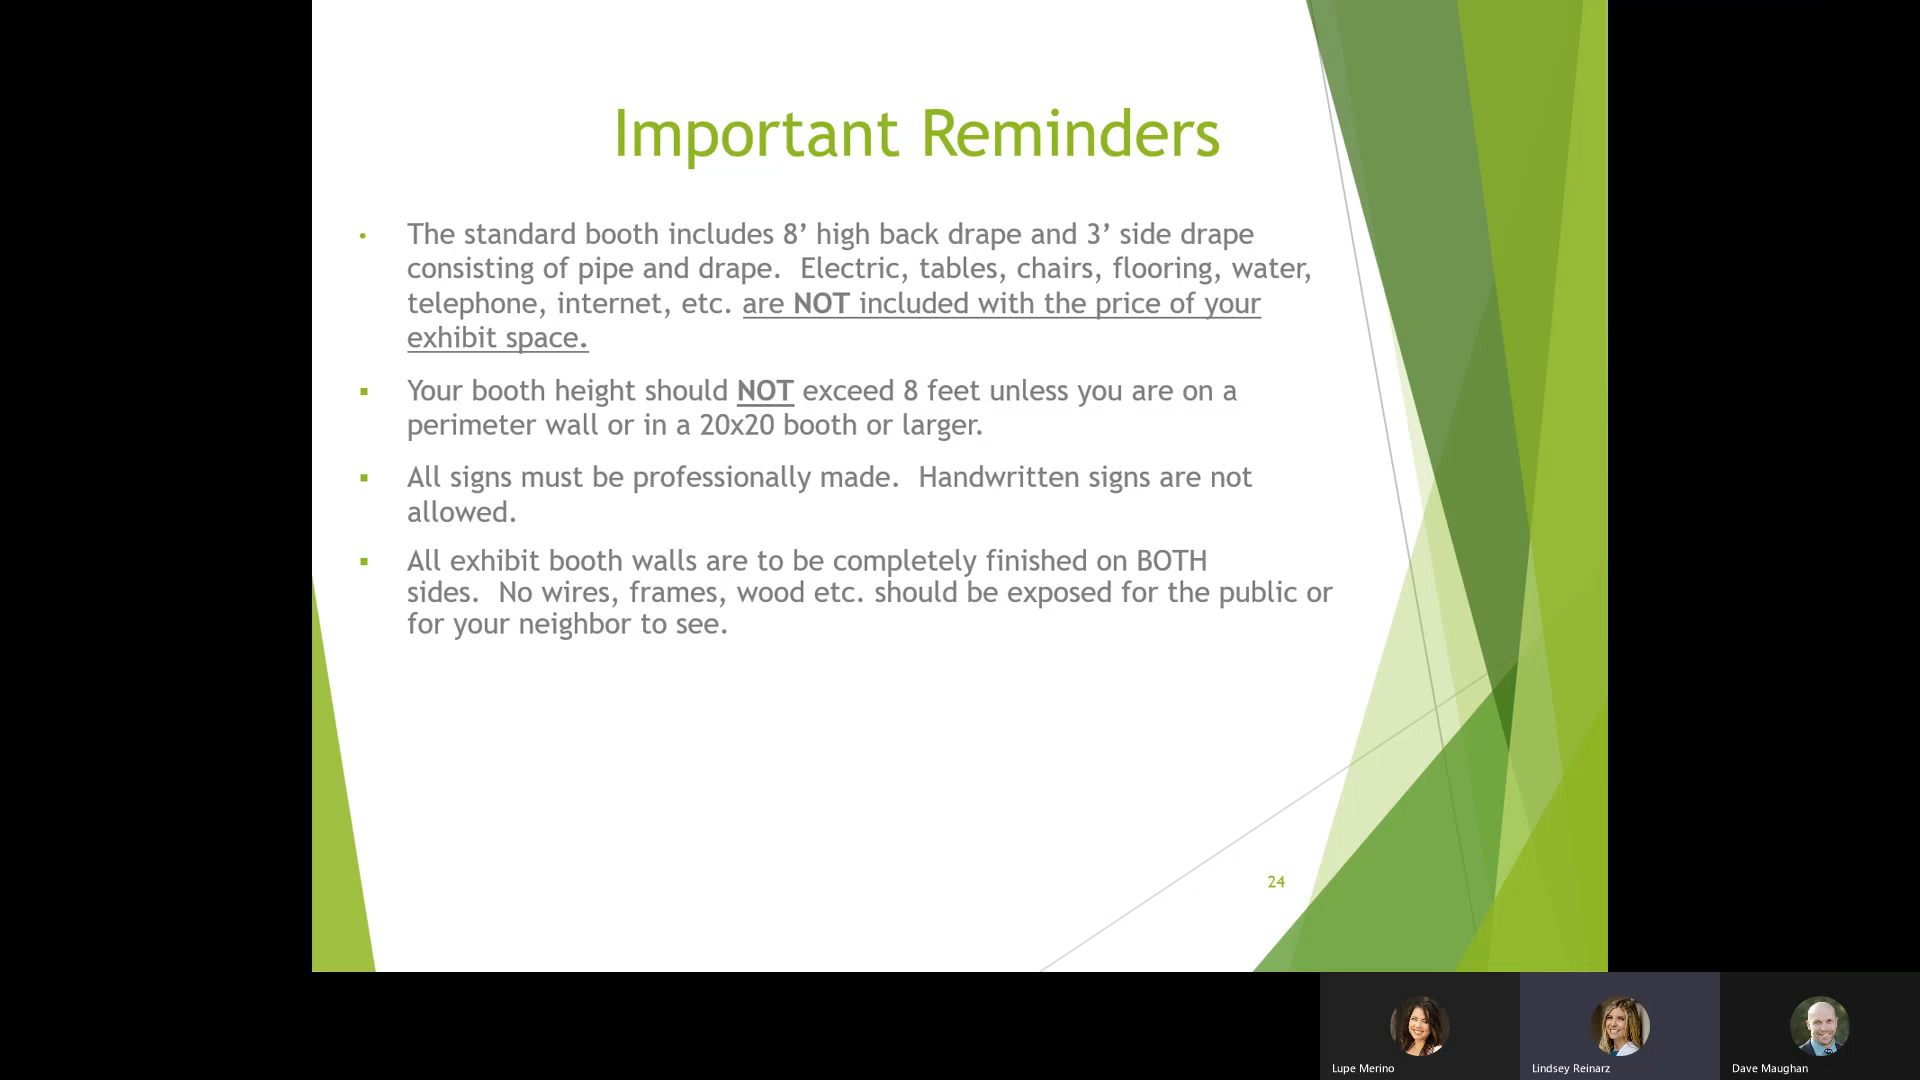 Important Reminders
• The standard booth includes 8’ high back drape and 3’ side drape
consisting of pipe and drape.  Electric, tables, chairs, flooring, water,
telephone, internet, etc. are NOT included with the price of your
exhibit space.
▪ Your booth height should NOT exceed 8 feet unless you are on a
perimeter wall or in a 20x20 booth or larger.
▪ All signs must be professionally made.  Handwritten signs are not
allowed.
▪ All exhibit booth walls are to be completely finished on BOTH
sides.  No wires, frames, wood etc. should be exposed for the public or
for your neighbor to see.
24
Lupe Merino
Lindsey Reinarz
Dave Maughan